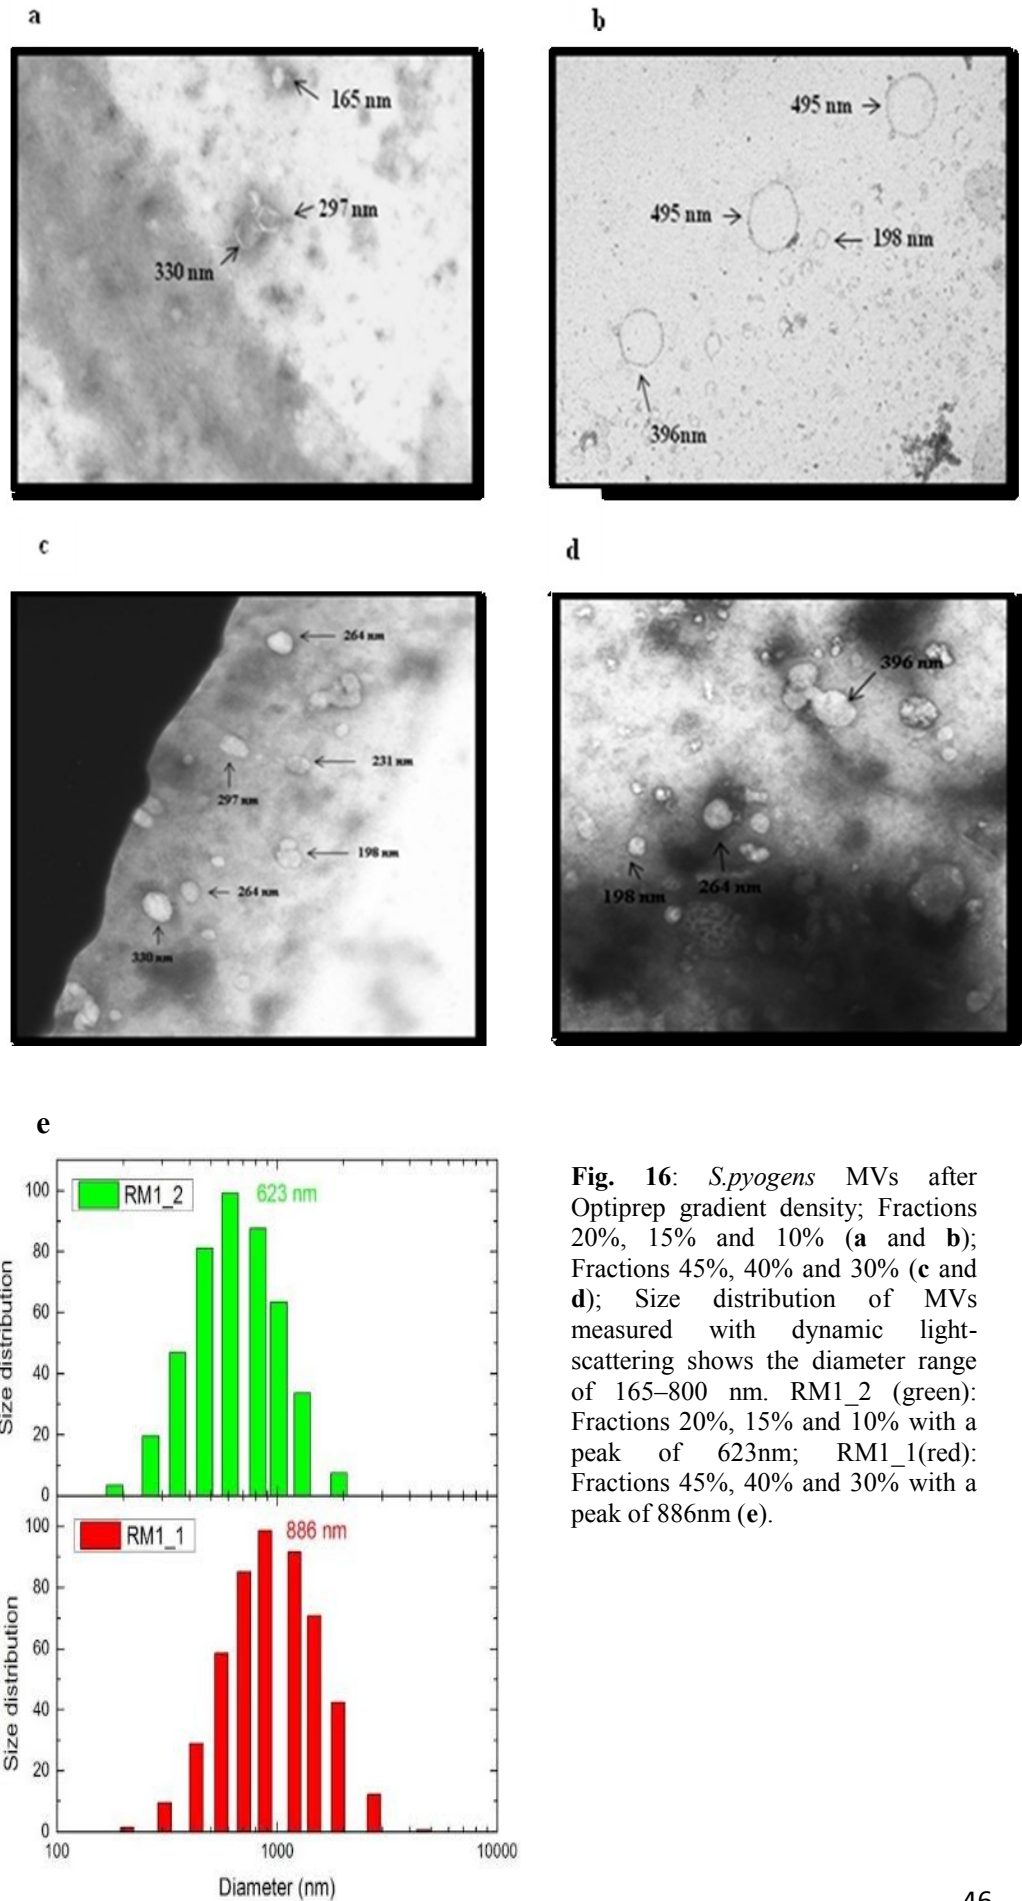 a
b
165 nm
297 nm
330 nm
495 nm
495 nm
198 nm
396nm
c
d
264 nm
231 nm
297 nm
198 nm
264 nm
330 nm
396 nm
198 nm
264 nm
e
RM1_2
623 nm
100
80
60
40
20
0
Size distribution
RM1_1
886 nm
100
80
60
40
20
0
Size distribution
100
1000
10000
Diameter (nm)
Fig. 16: S.pyogens MVs after
Optiprep gradient density; Fractions
20%, 15% and 10% (a and b);
Fractions 45%, 40% and 30% (c and
d); Size distribution of MVs
measured with dynamic light-
scattering shows the diameter range
of 165–800 nm. RM1_2 (green):
Fractions 20%, 15% and 10% with a
peak of 623nm; RM1_1(red):
Fractions 45%, 40% and 30% with a
peak of 886nm (e).
46